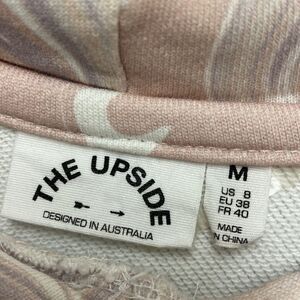 THE UPSIDE
DESIGNED IN AUSTRALIA
M
US 8
EU 38
FR 40
MADE
IN CHINA